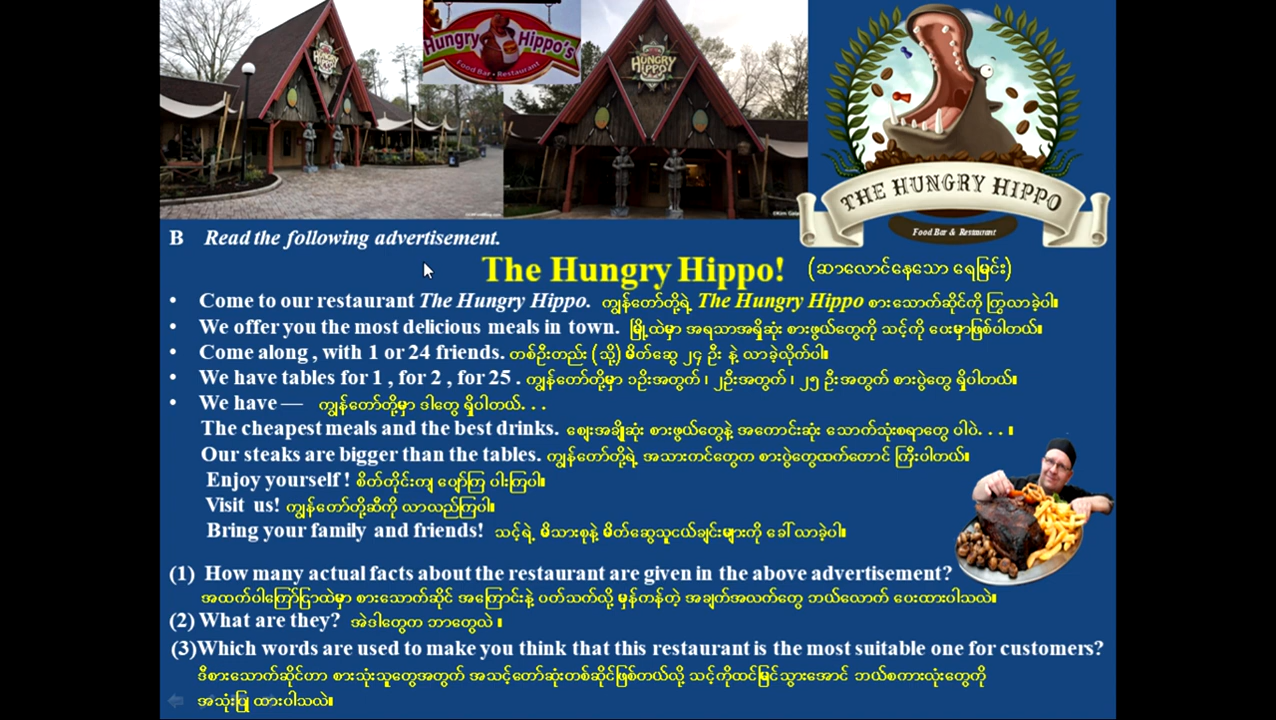 HUNGRY HIPPO
Hungry Hippo's
Food Bar • Restaurant
HUNGRY HIPPO
THE HUNGRY HIPPO
Food Bar & Restaurant
B Read the following advertisement.
The Hungry Hippo! (ဆာလောင်နေသော ရေမြင်း)
• Come to our restaurant The Hungry Hippo. ကျွန်တော်တို့ရဲ့ The Hungry Hippo စားသောက်ဆိုင်ကို ကြွလာခဲ့ပါ။
• We offer you the most delicious meals in town. မြို့ထဲမှာ အရသာအရှိဆုံး စားဖွယ်တွေကို သင့်ကို ပေးမှာဖြစ်ပါတယ်။
• Come along , with 1 or 24 friends. တစ်ဦးတည်း (သို့) မိတ်ဆွေ ၂၄ ဦး နဲ့ လာခဲ့လိုက်ပါ။
• We have tables for 1 , for 2 , for 25 . ကျွန်တော်တို့မှာ ၁ဦးအတွက် ၊ ၂ဦးအတွက် ၊ ၂၅ ဦးအတွက် စားပွဲတွေ ရှိပါတယ်။
• We have — ကျွန်တော်တို့မှာ ဒါတွေ ရှိပါတယ်. . .
The cheapest meals and the best drinks. ဈေးအချိုဆုံး စားဖွယ်တွေနဲ့ အကောင်းဆုံး သောက်သုံးစရာတွေ ပါပဲ. . . ။
Our steaks are bigger than the tables. ကျွန်တော်တို့ရဲ့ အသားကင်တွေက စားပွဲတွေထက်တောင် ကြီးပါတယ်။
Enjoy yourself ! စိတ်တိုင်းကျ ပျော်ကြ ပါးကြပါ။
Visit us! ကျွန်တော်တို့ဆီကို လာလည်ကြပါ။
Bring your family and friends! သင့်ရဲ့ မိသားစုနဲ့ မိတ်ဆွေသူငယ်ချင်းများကို ခေါ်လာခဲ့ပါ။
(1) How many actual facts about the restaurant are given in the above advertisement?
အထက်ပါကြော်ငြာထဲမှာ စားသောက်ဆိုင် အကြောင်းနဲ့ ပတ်သက်လို့ မှန်ကန်တဲ့ အချက်အလက်တွေ ဘယ်လောက် ပေးထားပါသလဲ။
(2) What are they? အဲဒါတွေက ဘာတွေလဲ ။
(3)Which words are used to make you think that this restaurant is the most suitable one for customers?
ဒီစားသောက်ဆိုင်ဟာ စားသုံးသူတွေအတွက် အသင့်တော်ဆုံးတစ်ဆိုင်ဖြစ်တယ်လို့ သင့်ကိုထင်မြင်သွားအောင် ဘယ်စကားလုံးတွေကို
အသုံးပြု ထားပါသလဲ။